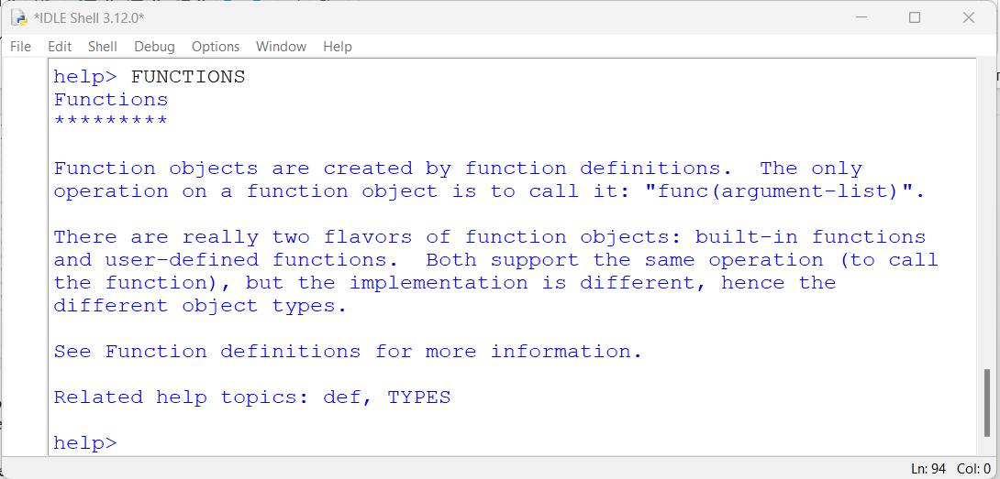 *IDLE Shell 3.12.0*
File Edit Shell Debug Options Window Help
help> FUNCTIONS
Functions
*********
Function objects are created by function definitions.  The only
operation on a function object is to call it: "func(argument-list)".
There are really two flavors of function objects: built-in functions
and user-defined functions.  Both support the same operation (to call
the function), but the implementation is different, hence the
different object types.
See Function definitions for more information.
Related help topics: def, TYPES
help>
Ln: 94 Col: 0